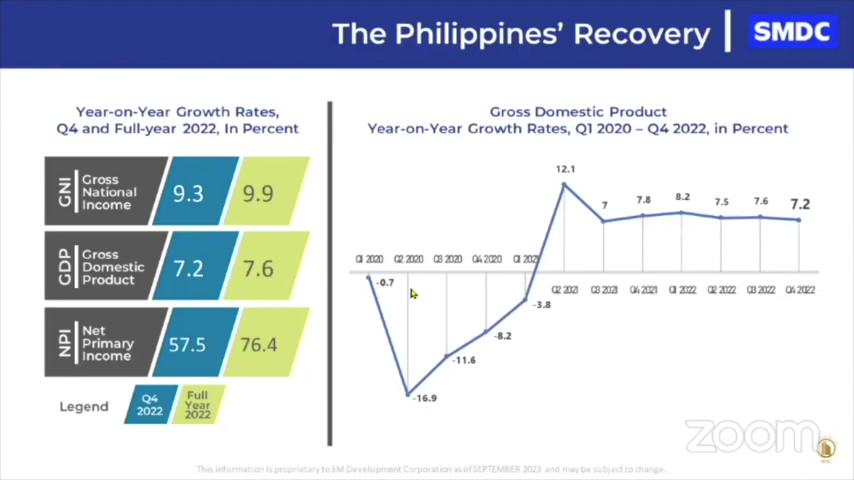 The Philippines' Recovery
SMDC
Year-on-Year Growth Rates,
Q4 and Full-year 2022, In Percent
GNI
Gross
National
Income
9.3
9.9
GDP
Gross
Domestic
Product
7.2
7.6
NPI
Net
Primary
Income
57.5
76.4
Legend
Q4
2022
Full
Year
2022
Gross Domestic Product
Year-on-Year Growth Rates, Q1 2020 – Q4 2022, in Percent
12.1
7
7.8
8.2
7.5
7.6
7.2
Q1 2020
Q2 2020
Q3 2020
Q4 2020
Q1 2021
Q2 2021
Q3 2021
Q4 2021
Q1 2022
Q2 2022
Q3 2022
Q4 2022
-0.7
-3.8
-8.2
-11.6
-16.9
zoom
This information is proprietary to SM Development Corporation as of SEPTEMBER 2023 and may be subject to change.